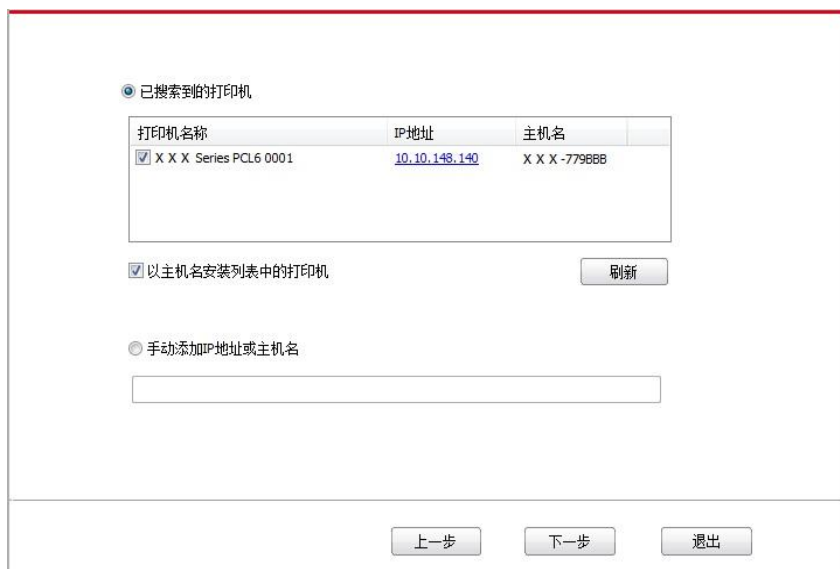 已搜索到的打印机
打印机名称 IP地址 主机名
X X X Series PCL6 0001 10.10.148.140 X X X -779BBB
以主机名安装列表中的打印机 刷新
手动添加IP地址或主机名
上一步 下一步 退出